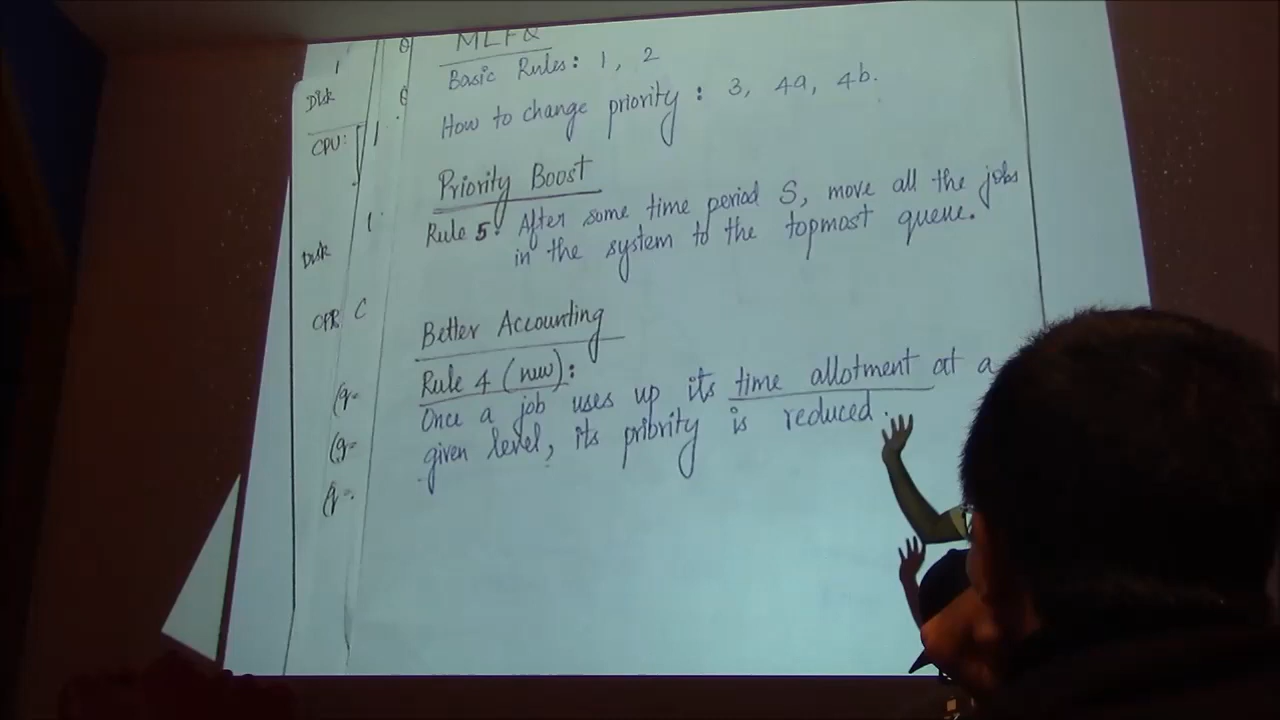 MLFQ
Basic Rules: 1, 2
How to change priority : 3, 4a, 4b.
Priority Boost
Rule 5: After some time period S, move all the jobs
in the system to the topmost queue.
Better Accounting
Rule 4 (new):
Once a job uses up its time allotment at a
given level, its priority is reduced.
Disk
CPU:
Disk